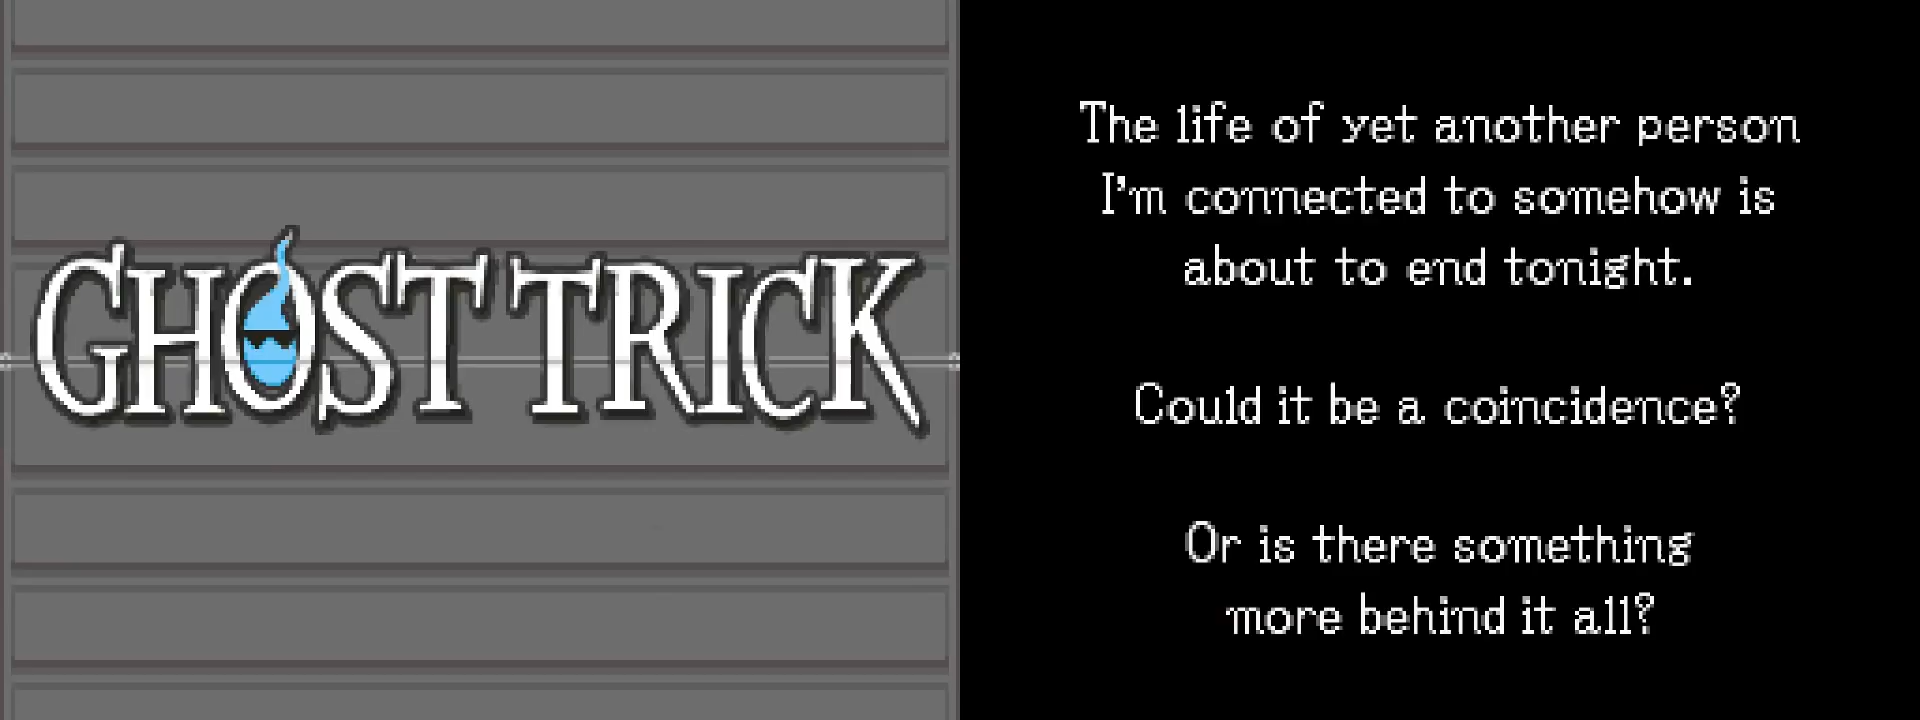 GHOST TRICK
The life of yet another person
I'm connected to somehow is
about to end tonight.
Could it be a coincidence?
Or is there something
more behind it all?